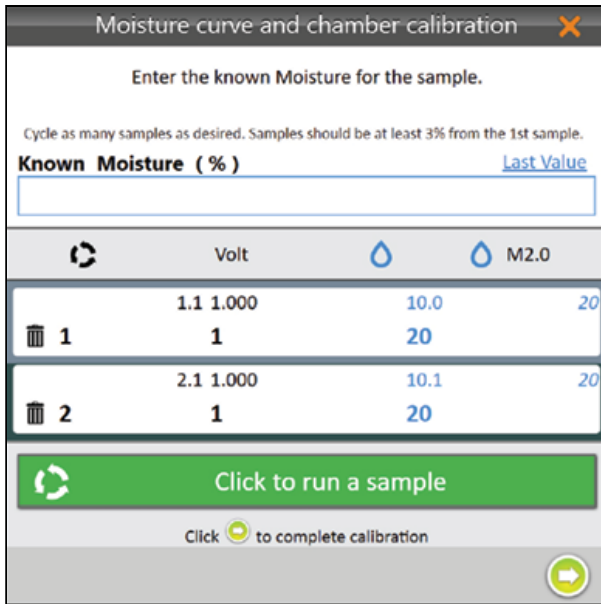 Moisture curve and chamber calibration
Enter the known Moisture for the sample.
Cycle as many samples as desired. Samples should be at least 3% from the 1st sample.
Known Moisture (%) Last Value
Volt M2.0
1.1 1.000 10.0 20
1 1 20
2.1 1.000 10.1 20
2 1 20
Click to run a sample
Click to complete calibration